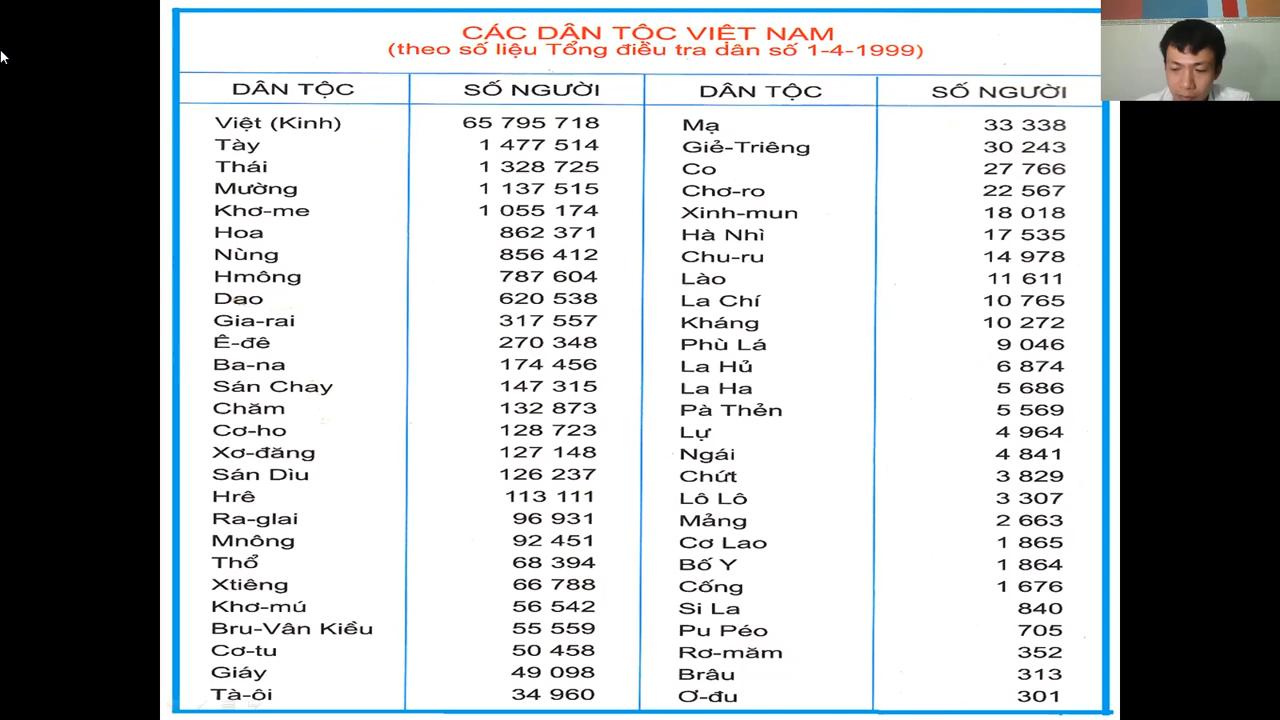 CÁC DÂN TỘC VIỆT NAM
(theo số liệu Tổng điều tra dân số 1-4-1999)
DÂN TỘC SỐ NGƯỜI DÂN TỘC SỐ NGƯỜI
Việt (Kinh) 65 795 718 Mạ 33 338
Tày 1 477 514 Giẻ-Triêng 30 243
Thái 1 328 725 Co 27 766
Mường 1 137 515 Chơ-ro 22 567
Khơ-me 1 055 174 Xinh-mun 18 018
Hoa 862 371 Hà Nhì 17 535
Nùng 856 412 Chu-ru 14 978
Hmông 787 604 Lào 11 611
Dao 620 538 La Chí 10 765
Gia-rai 317 557 Kháng 10 272
Ê-đê 270 348 Phù Lá 9 046
Ba-na 174 456 La Hủ 6 874
Sán Chay 147 315 La Ha 5 686
Chăm 132 873 Pà Thẻn 5 569
Cơ-ho 128 723 Lự 4 964
Xơ-đăng 127 148 Ngái 4 841
Sán Dìu 126 237 Chứt 3 829
Hrê 113 111 Lô Lô 3 307
Ra-glai 96 931 Mảng 2 663
Mnông 92 451 Cơ Lao 1 865
Thổ 68 394 Bố Y 1 864
Xtiêng 66 788 Cống 1 676
Khơ-mú 56 542 Si La 840
Bru-Vân Kiều 55 559 Pu Péo 705
Cơ-tu 50 458 Rơ-măm 352
Giáy 49 098 Brâu 313
Tà-ôi 34 960 Ơ-đu 301